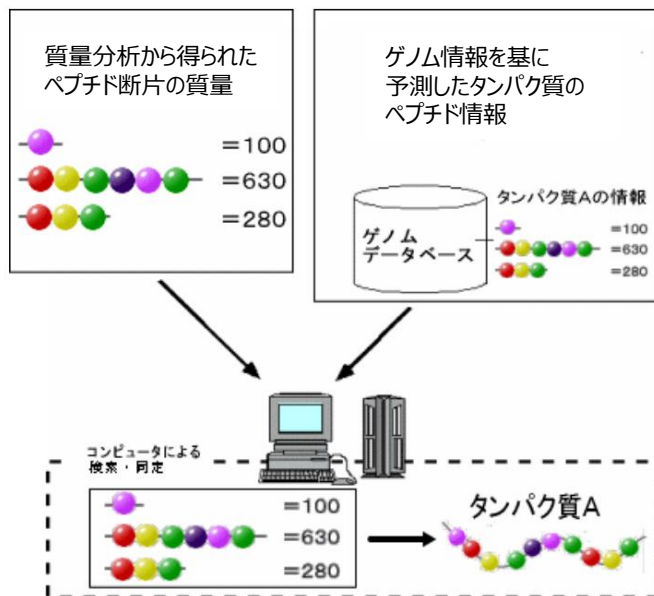 質量分析から得られた
ペプチド断片の質量
=100
=630
=280
ゲノム情報を基に
予測したタンパク質の
ペプチド情報
タンパク質Aの情報
=100
=630
=280
ゲノム
データベース
コンピュータによる
検索・同定
=100
=630
=280
タンパク質A